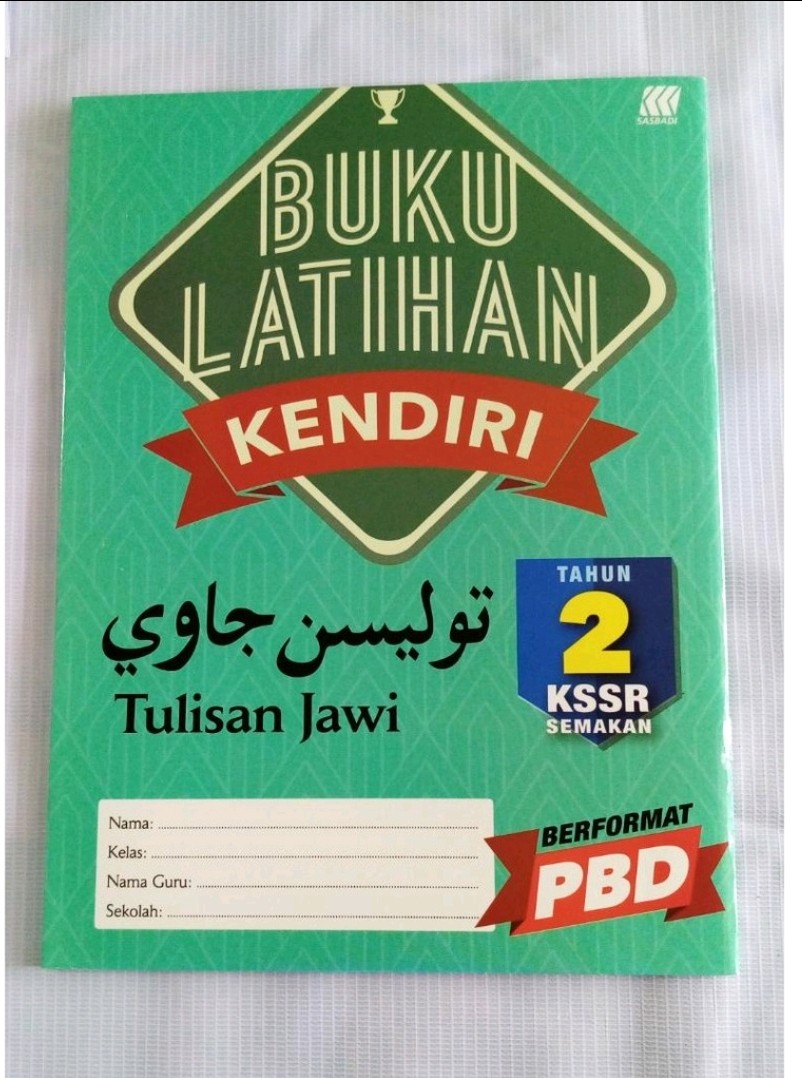 SASBADI
BUKU
LATIHAN
KENDIRI
توليسن جاوي
Tulisan Jawi
TAHUN
2
KSSR
SEMAKAN
Nama:
Kelas:
Nama Guru:
Sekolah:
BERFORMAT
PBD